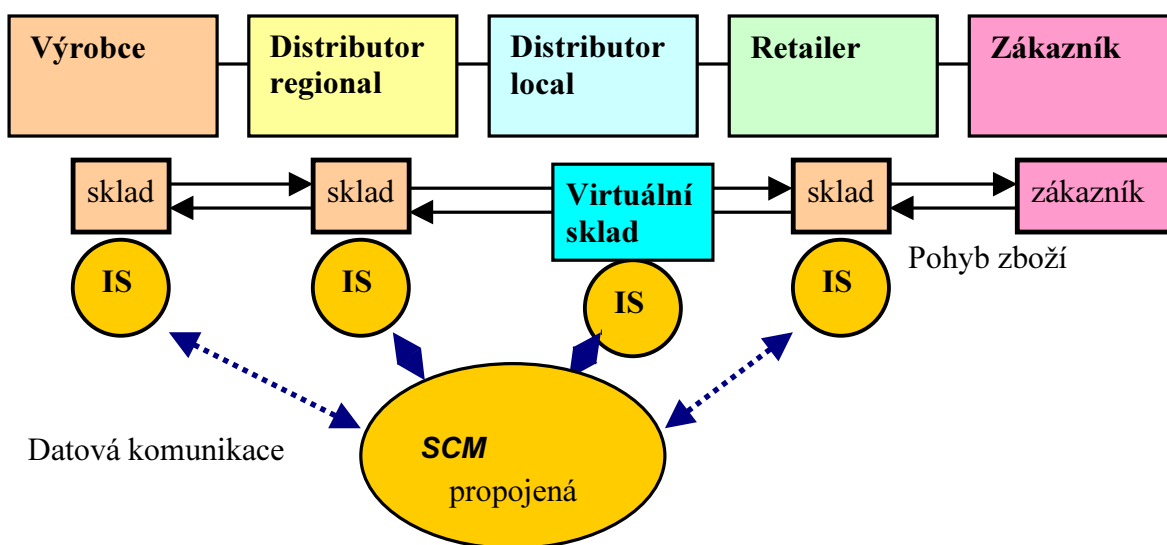 Výrobce
Distributor
regional
Distributor
local
Retailer
Zákazník
sklad
sklad
Virtuální
sklad
sklad
zákazník
Pohyb zboží
IS
IS
IS
IS
Datová komunikace
SCM
propojená